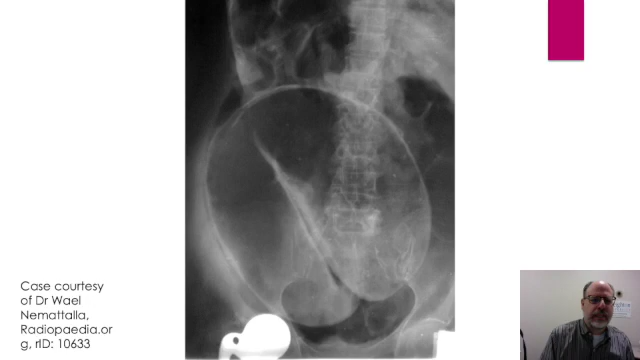 Case courtesy
of Dr Wael
Nemattalla,
Radiopaedia.or
g, rID: 10633